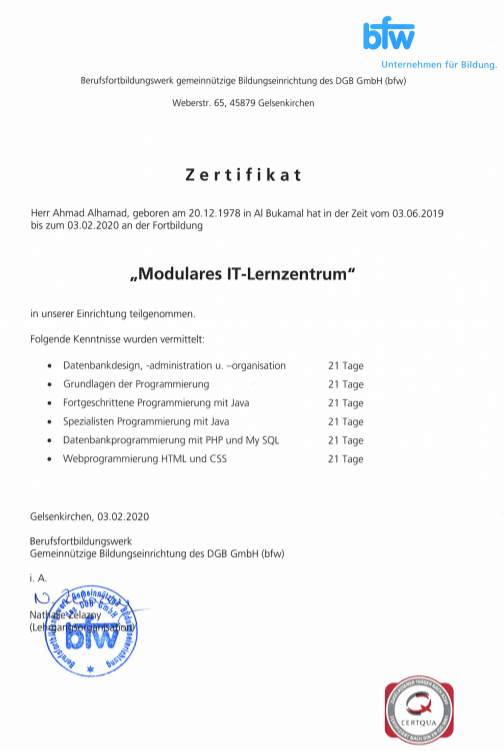 bfw
Unternehmen für Bildung.
Berufsfortbildungswerk gemeinnützige Bildungseinrichtung des DGB GmbH (bfw)
Weberstr. 65, 45879 Gelsenkirchen
Zertifikat
Herr Ahmad Alhamad, geboren am 20.12.1978 in Al Bukamal hat in der Zeit vom 03.06.2019
bis zum 03.02.2020 an der Fortbildung
„Modulares IT-Lernzentrum“
in unserer Einrichtung teilgenommen.
Folgende Kenntnisse wurden vermittelt:
• Datenbankdesign, -administration u. –organisation 21 Tage
• Grundlagen der Programmierung 21 Tage
• Fortgeschrittene Programmierung mit Java 21 Tage
• Spezialisten Programmierung mit Java 21 Tage
• Datenbankprogrammierung mit PHP und My SQL 21 Tage
• Webprogrammierung HTML und CSS 21 Tage
Gelsenkirchen, 03.02.2020
Berufsfortbildungswerk
Gemeinnützige Bildungseinrichtung des DGB GmbH (bfw)
i. A.
Zelazny
(Lehrgangsorganisation)
Berufsfortbildungswerk Gemeinnützige Bildungseinrichtung
des DGB GmbH
bfw
CERTQUA